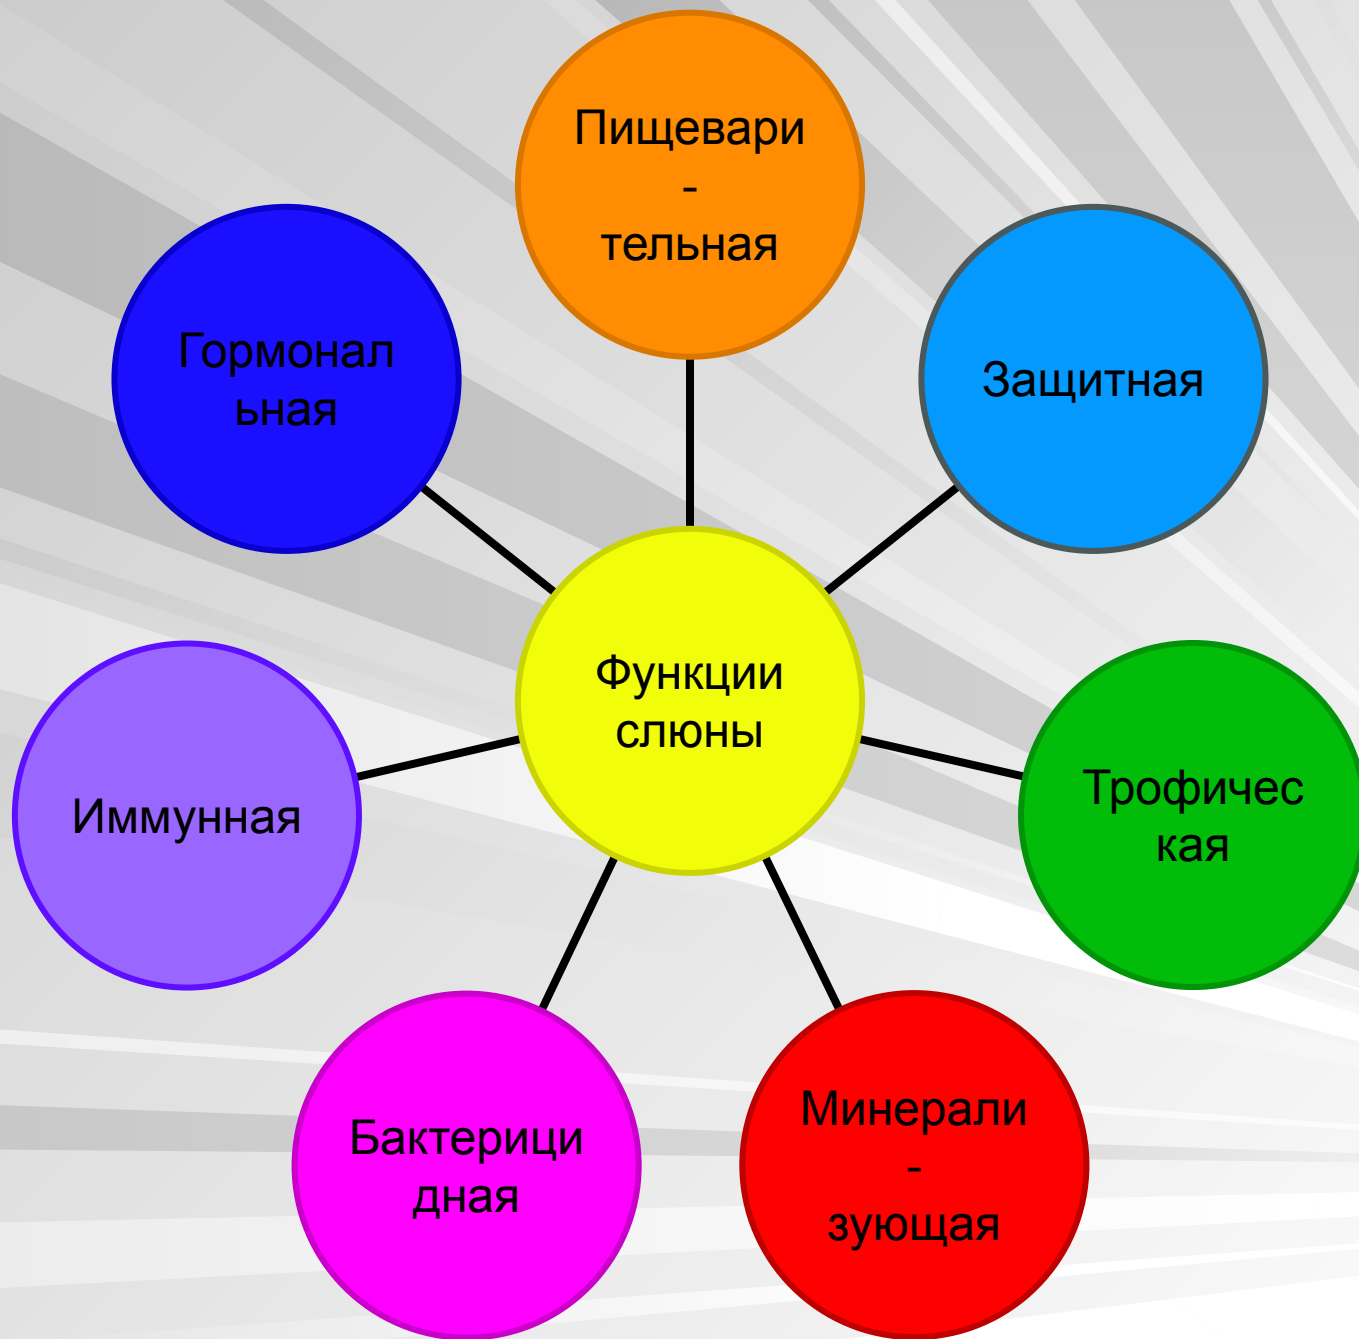 Пищевари
-
тельная
Гормонал
ьная
Защитная
Функции
слюны
Иммунная
Трофичес
кая
Бактерици
дная
Минерали
-
зующая